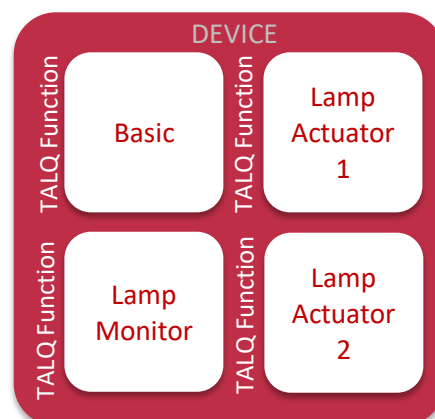 DEVICE
TALQ Function
Basic
TALQ Function
Lamp
Actuator
1
TALQ Function
Lamp
Monitor
TALQ Function
Lamp
Actuator
2